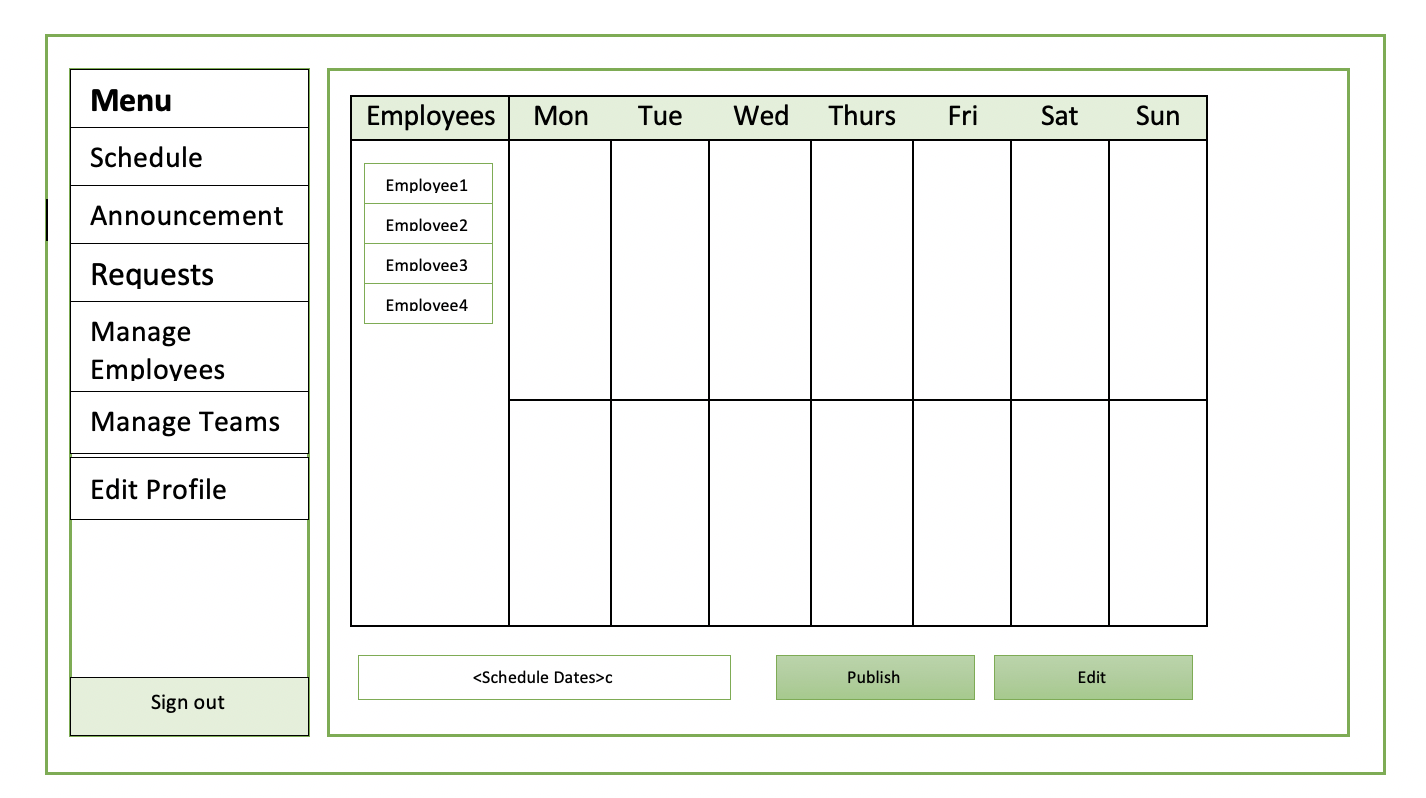 Menu
Schedule
Announcement
Requests
Manage
Employees
Manage Teams
Edit Profile
Sign out
Employees Mon Tue Wed Thurs Fri Sat Sun
Employee1
Employee2
Employee3
Employee4
<Schedule Dates>c
Publish
Edit